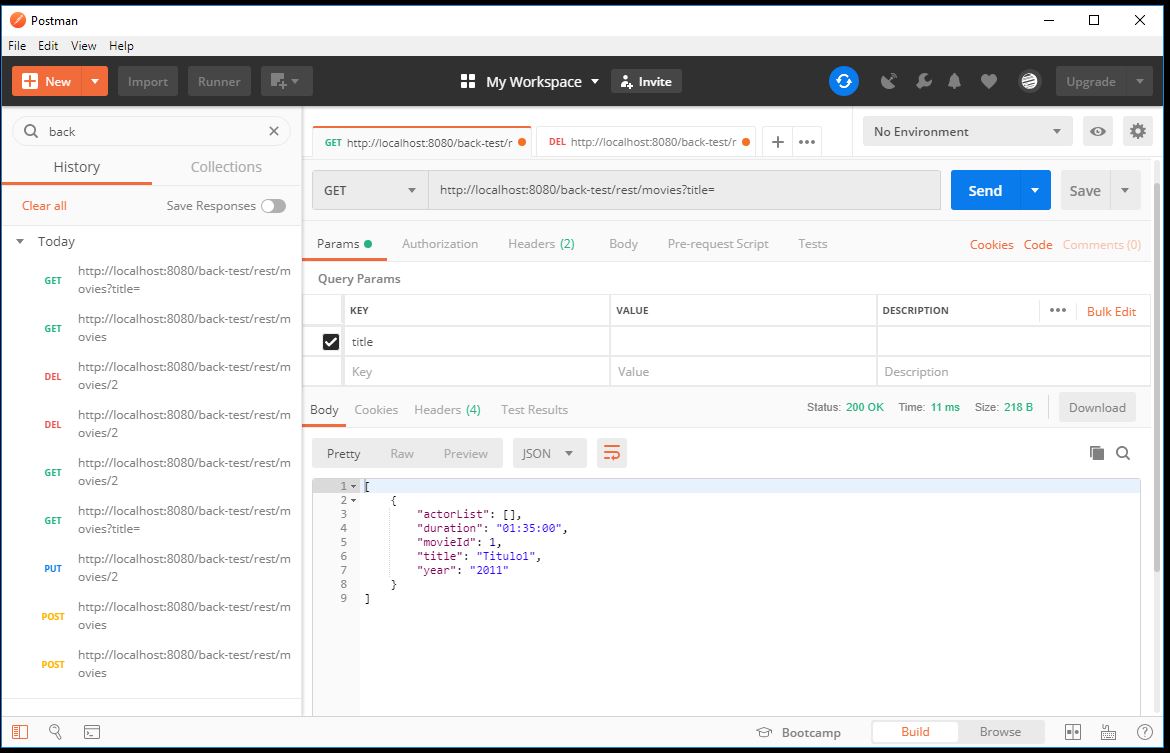 Postman
File Edit View Help
New Import Runner My Workspace Invite Upgrade
back
History Collections
Clear all Save Responses
Today
GET http://localhost:8080/back-test/rest/m
ovies?title=
GET http://localhost:8080/back-test/rest/m
ovies
DEL http://localhost:8080/back-test/rest/m
ovies/2
DEL http://localhost:8080/back-test/rest/m
ovies/2
GET http://localhost:8080/back-test/rest/m
ovies/2
GET http://localhost:8080/back-test/rest/m
ovies?title=
PUT http://localhost:8080/back-test/rest/m
ovies/2
POST http://localhost:8080/back-test/rest/m
ovies
POST http://localhost:8080/back-test/rest/m
ovies
GET http://localhost:8080/back-test/r DEL http://localhost:8080/back-test/r No Environment
GET http://localhost:8080/back-test/rest/movies?title= Send Save
Params Authorization Headers (2) Body Pre-request Script Tests Cookies Code Comments (0)
Query Params
KEY VALUE DESCRIPTION Bulk Edit
title
Key Value Description
Body Cookies Headers (4) Test Results Status: 200 OK Time: 11 ms Size: 218 B Download
Pretty Raw Preview JSON
1 [
2 {
3 "actorList": [],
4 "duration": "01:35:00",
5 "movieId": 1,
6 "title": "Titulo1",
7 "year": "2011"
8 }
9 ]
Bootcamp Build Browse